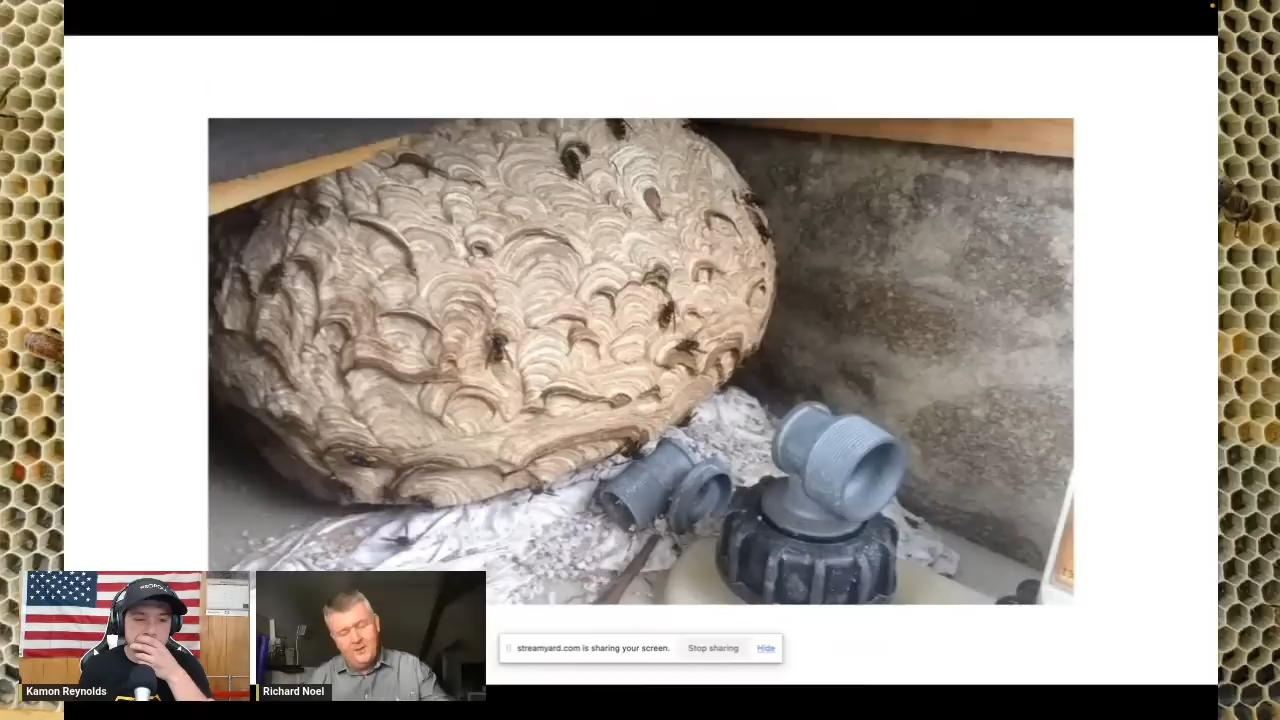 streamyard.com is sharing your screen. Stop sharing Hide
Kamon Reynolds
Richard Noel